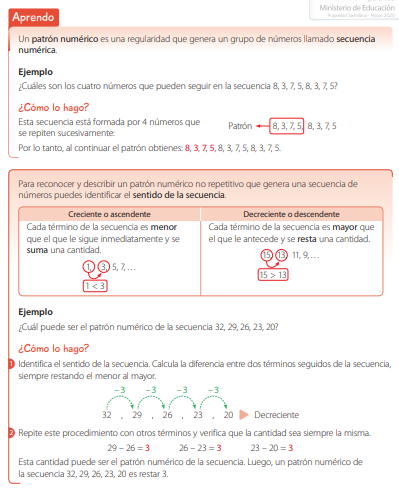 Ministerio de Educación
Propiedad Santillana - Mineduc 2020
Aprendo
Un patrón numérico es una regularidad que genera un grupo de números llamado secuencia
numérica.
Ejemplo
¿Cuáles son los cuatro números que pueden seguir en la secuencia 8, 3, 7, 5, 8, 3, 7, 5?
¿Cómo lo hago?
Esta secuencia está formada por 4 números que
se repiten sucesivamente:
Patrón 8, 3, 7, 5, 8, 3, 7, 5
Por lo tanto, al continuar el patrón obtienes: 8, 3, 7, 5, 8, 3, 7, 5, 8, 3, 7, 5.
Para reconocer y describir un patrón numérico no repetitivo que genera una secuencia de
números puedes identificar el sentido de la secuencia.
Creciente o ascendente
Cada término de la secuencia es menor
que el que le sigue inmediatamente y se
suma una cantidad.
1, 3, 5, 7, …
1 < 3
Decreciente o descendente
Cada término de la secuencia es mayor que
el que le antecede y se resta una cantidad.
15, 13, 11, 9, …
15 > 13
Ejemplo
¿Cuál puede ser el patrón numérico de la secuencia 32, 29, 26, 23, 20?
¿Cómo lo hago?
1 Identifica el sentido de la secuencia. Calcula la diferencia entre dos términos seguidos de la secuencia,
siempre restando el menor al mayor.
–3 –3 –3 –3
32 , 29 , 26 , 23 , 20 Decreciente
2 Repite este procedimiento con otros términos y verifica que la cantidad sea siempre la misma.
29 – 26 = 3 26 – 23 = 3 23 – 20 = 3
Esta cantidad puede ser el patrón numérico de la secuencia. Luego, un patrón numérico de
la secuencia 32, 29, 26, 23, 20 es restar 3.